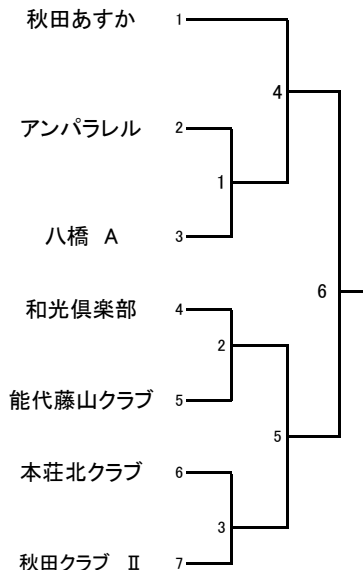 秋田あすか 1
4
アンパラレル 2
1
八橋 A 3
6
和光倶楽部 4
2
能代藤山クラブ 5
5
本荘北クラブ 6
3
秋田クラブ Ⅱ 7